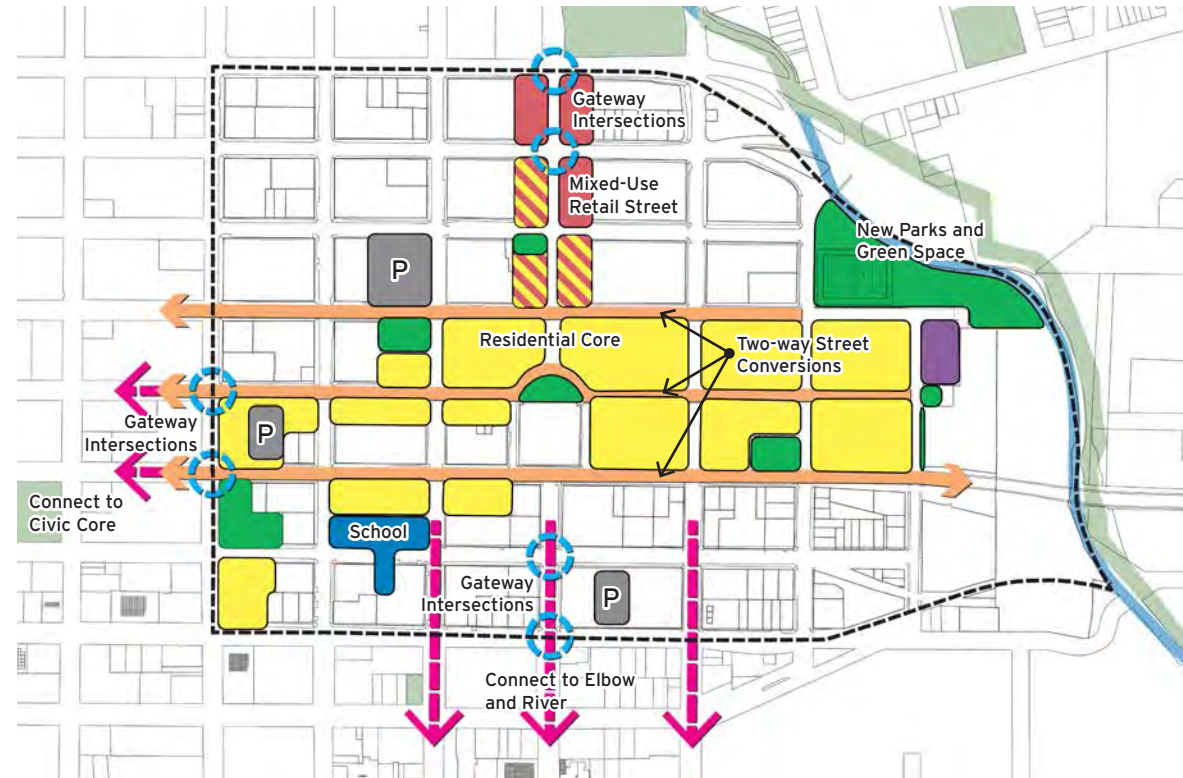 Gateway
Intersections
Mixed-Use
Retail Street
New Parks and
Green Space
P
Residential Core
Two-way Street
Conversions
Gateway
Intersections
P
Connect to
Civic Core
School
Gateway
Intersections
P
Connect to Elbow
and River